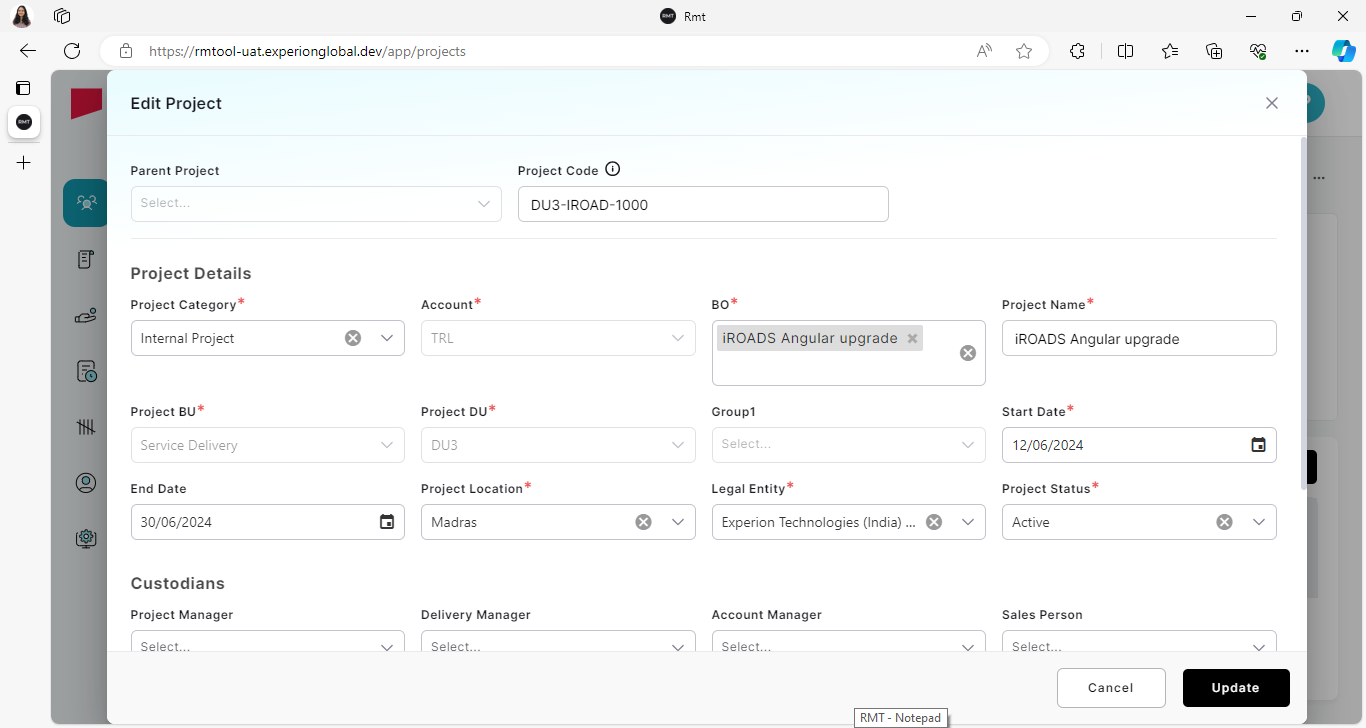 Rmt
https://rmtool-uat.experionglobal.dev/app/projects
Edit Project
Parent Project
Project Code
Select...
DU3-IROAD-1000
Project Details
Project Category* Account* BO* Project Name*
Internal Project TRL iROADS Angular upgrade iROADS Angular upgrade
Project BU* Project DU* Group1 Start Date*
Service Delivery DU3 Select... 12/06/2024
End Date Project Location* Legal Entity* Project Status*
30/06/2024 Madras Experion Technologies (India) ... Active
Custodians
Project Manager Delivery Manager Account Manager Sales Person
Select... Select... Select... Select...
Cancel Update
RMT - Notepad